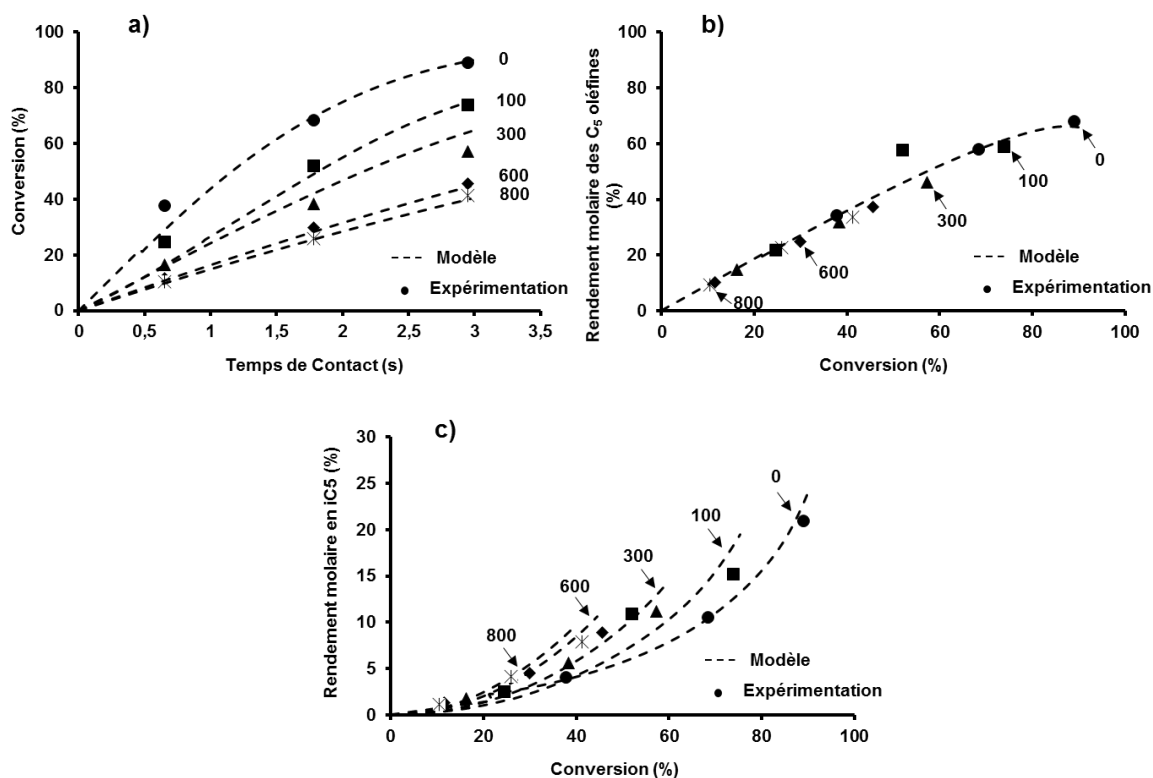 a)
Conversion (%)
100
80
60
40
20
0
0
100
300
600
800
Modèle
Expérimentation
0 0,5 1 1,5 2 2,5 3 3,5
Temps de Contact (s)
b)
Rendement molaire des C5 oléfines
(%)
100
80
60
40
20
0
0
100
300
600
800
Modèle
Expérimentation
0 20 40 60 80 100
Conversion (%)
c)
Rendement molaire en iC5 (%)
30
25
20
15
10
5
0
0
100
300
600
800
Modèle
Expérimentation
0 20 40 60 80 100
Conversion (%)